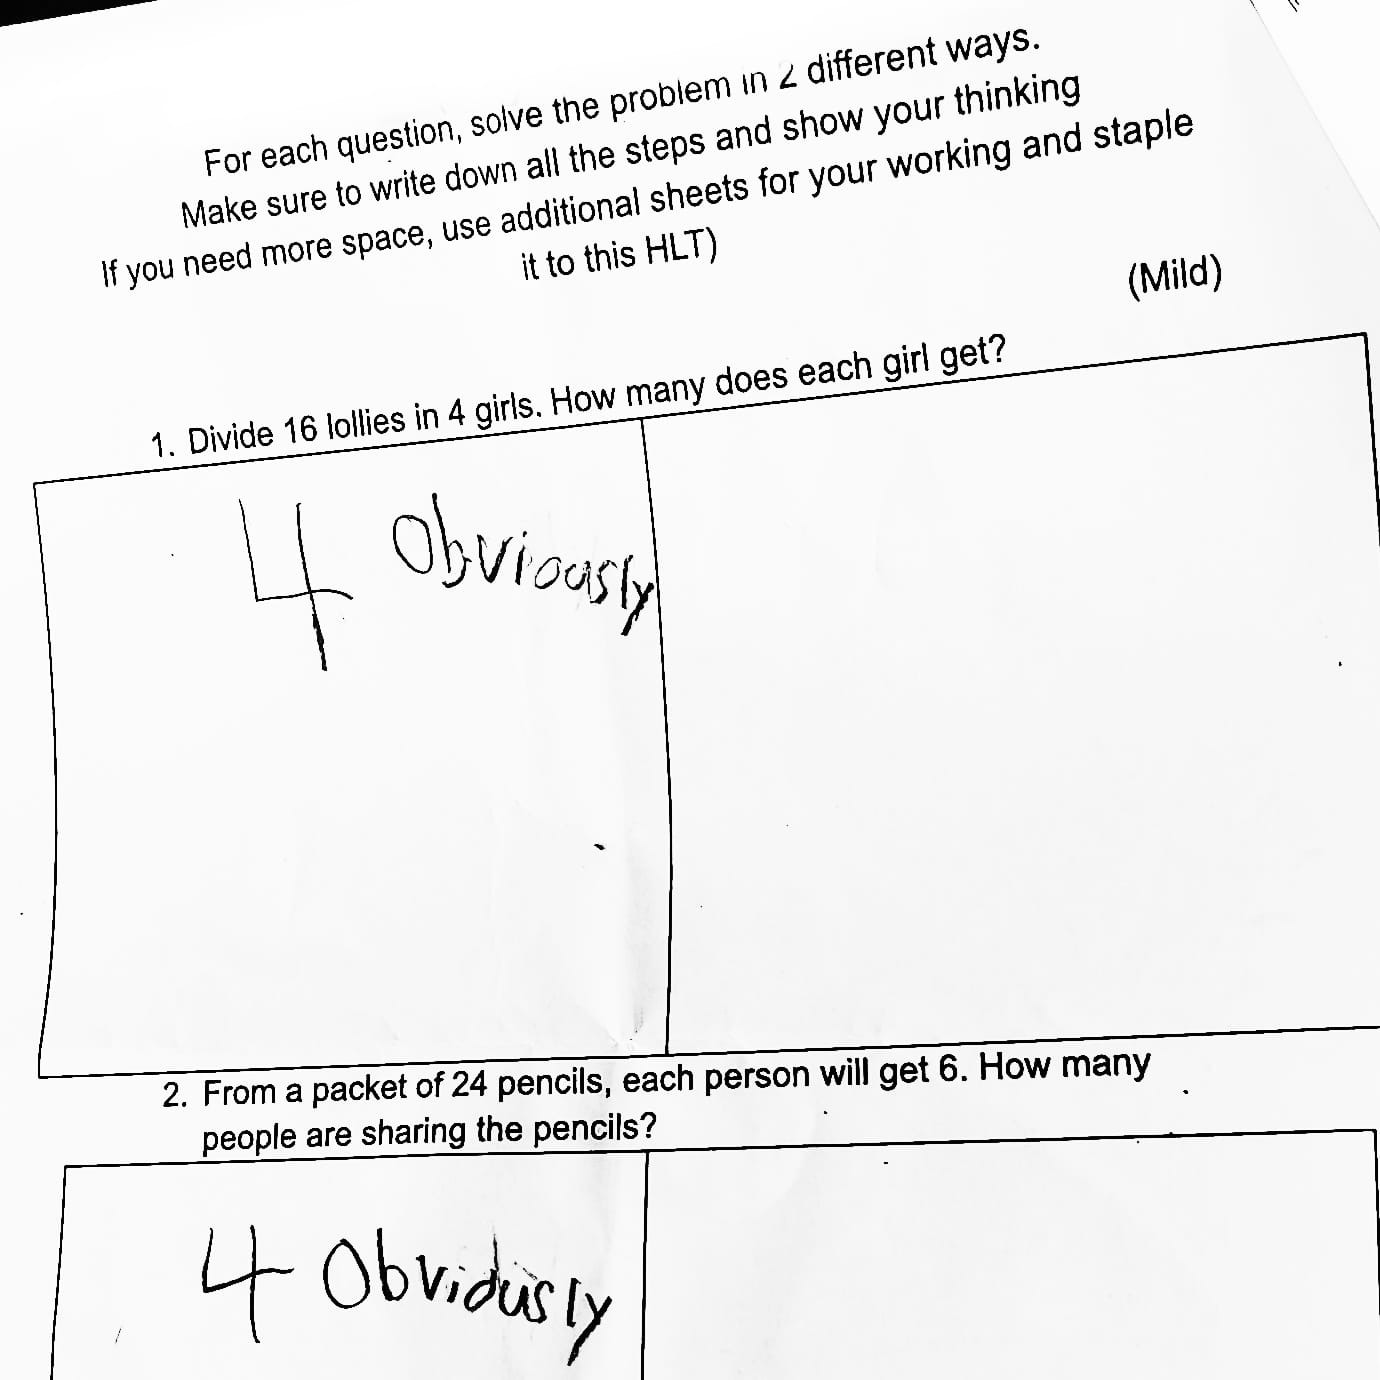 For each question, solve the problem in 2 different ways.
Make sure to write down all the steps and show your thinking
If you need more space, use additional sheets for your working and staple
it to this HLT)
(Mild)
1. Divide 16 lollies in 4 girls. How many does each girl get?
4 Obviously
2. From a packet of 24 pencils, each person will get 6. How many
people are sharing the pencils?
4 Obviously